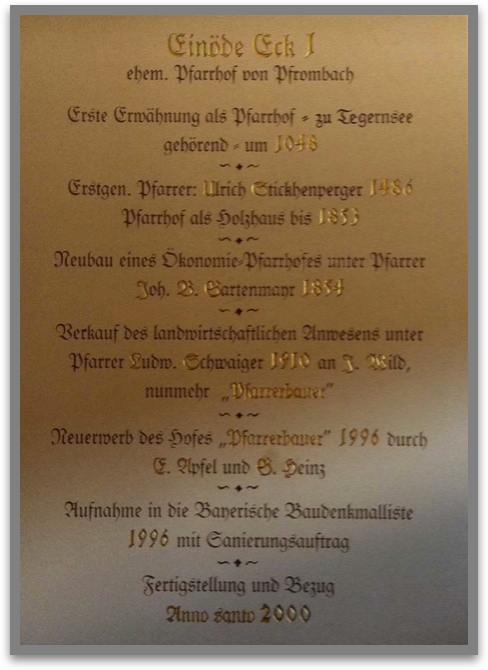 Einöde Eck 1
ehem. Pfarrhof von Pfrombach
Erste Erwähnung als Pfarrhof - zu Tegernsee
gehörend - um 1048
Erstgen. Pfarrer: Ulrich Stickhenperger 1486
Pfarrhof als Holzhaus bis 1853
Neubau eines Ökonomie-Pfarrhofes unter Pfarrer
Joh. B. Gartenmayr 1854
Verkauf des landwirtschaftlichen Anwesens unter
Pfarrer Ludw. Schwaiger 1910 an J. Wild,
nunmehr „Pfarrerbauer"
Neuerwerb des Hofes „Pfarrerbauer" 1996 durch
E. Apfel und G. Heinz
Aufnahme in die Bayerische Baudenkmalliste
1996 mit Sanierungsauftrag
Fertigstellung und Bezug
Anno santo 2000